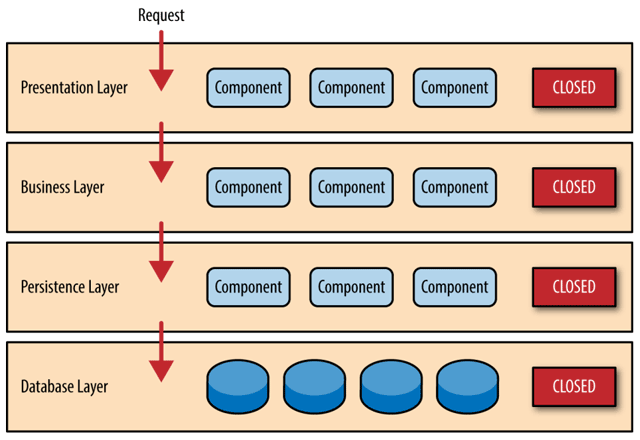 Request
Presentation Layer
Component
Component
Component
CLOSED
Business Layer
Component
Component
Component
CLOSED
Persistence Layer
Component
Component
Component
CLOSED
Database Layer
CLOSED